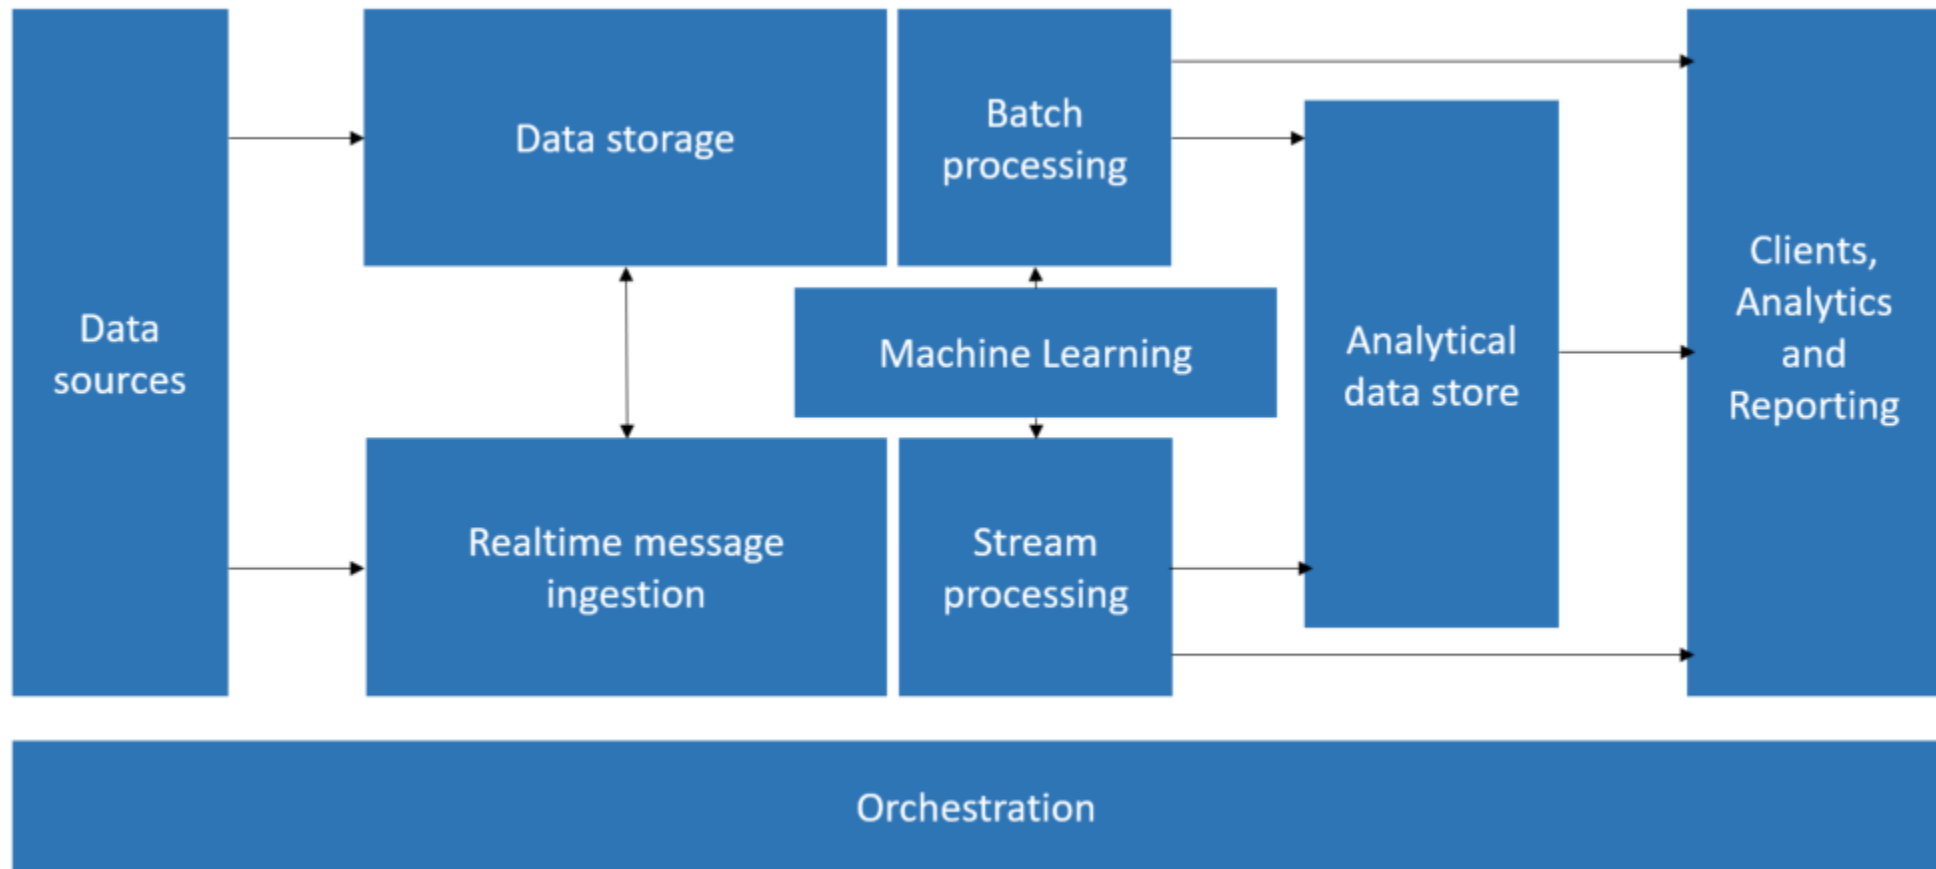 Data
sources
Data storage
Batch
processing
Machine Learning
Realtime message
ingestion
Stream
processing
Analytical
data store
Clients,
Analytics
and
Reporting
Orchestration